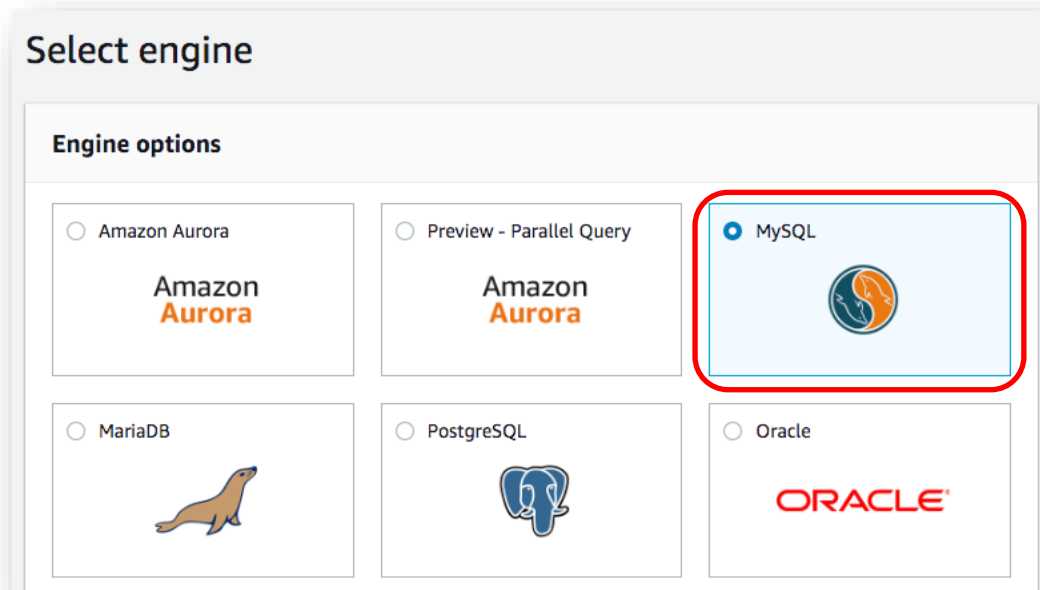 Select engine
Engine options
Amazon Aurora
Preview - Parallel Query
MySQL
Amazon
Aurora
Amazon
Aurora
MariaDB
PostgreSQL
Oracle
ORACLE